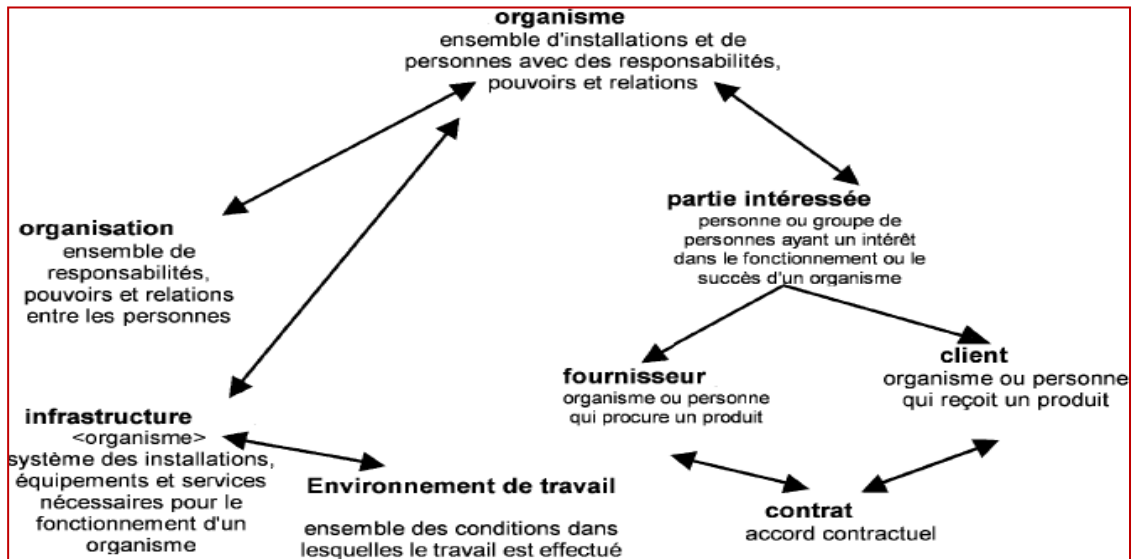 organisme
ensemble d'installations et de
personnes avec des responsabilités,
pouvoirs et relations
organisation
ensemble de
responsabilités,
pouvoirs et relations
entre les personnes
partie intéressée
personne ou groupe de
personnes ayant un intérêt
dans le fonctionnement ou le
succès d'un organisme
infrastructure
<organisme>
système des installations,
équipements et services
nécessaires pour le
fonctionnement d'un
organisme
Environnement de travail
ensemble des conditions dans
lesquelles le travail est effectué
fournisseur
organisme ou personne
qui procure un produit
client
organisme ou personne
qui reçoit un produit
contrat
accord contractuel